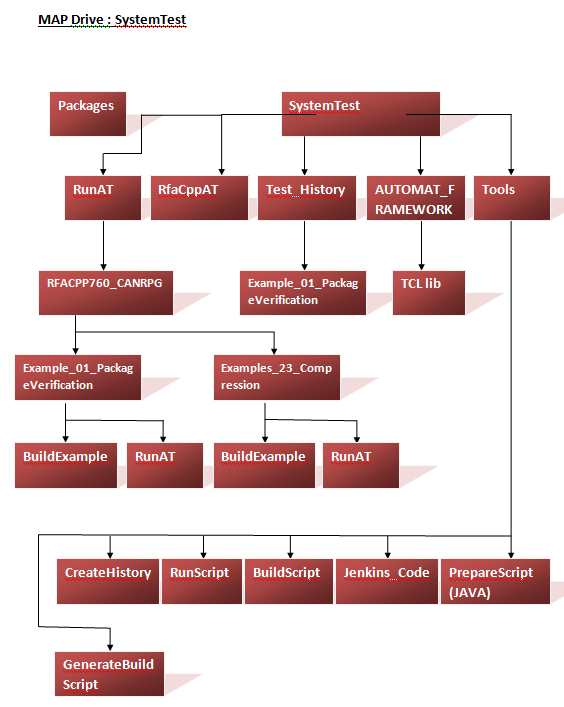 MAP Drive : SystemTest
Packages
SystemTest
RunAT
RfaCppAT
Test_History
AUTOMAT_F
RAMEWORK
Tools
RFACPP760_CANRPG
Example_01_Packag
eVerification
TCL lib
Example_01_Packag
eVerification
Examples_23_Comp
ression
BuildExample
RunAT
BuildExample
RunAT
CreateHistory
RunScript
BuildScript
Jenkins_Code
PrepareScript
(JAVA)
GenerateBuild
Script